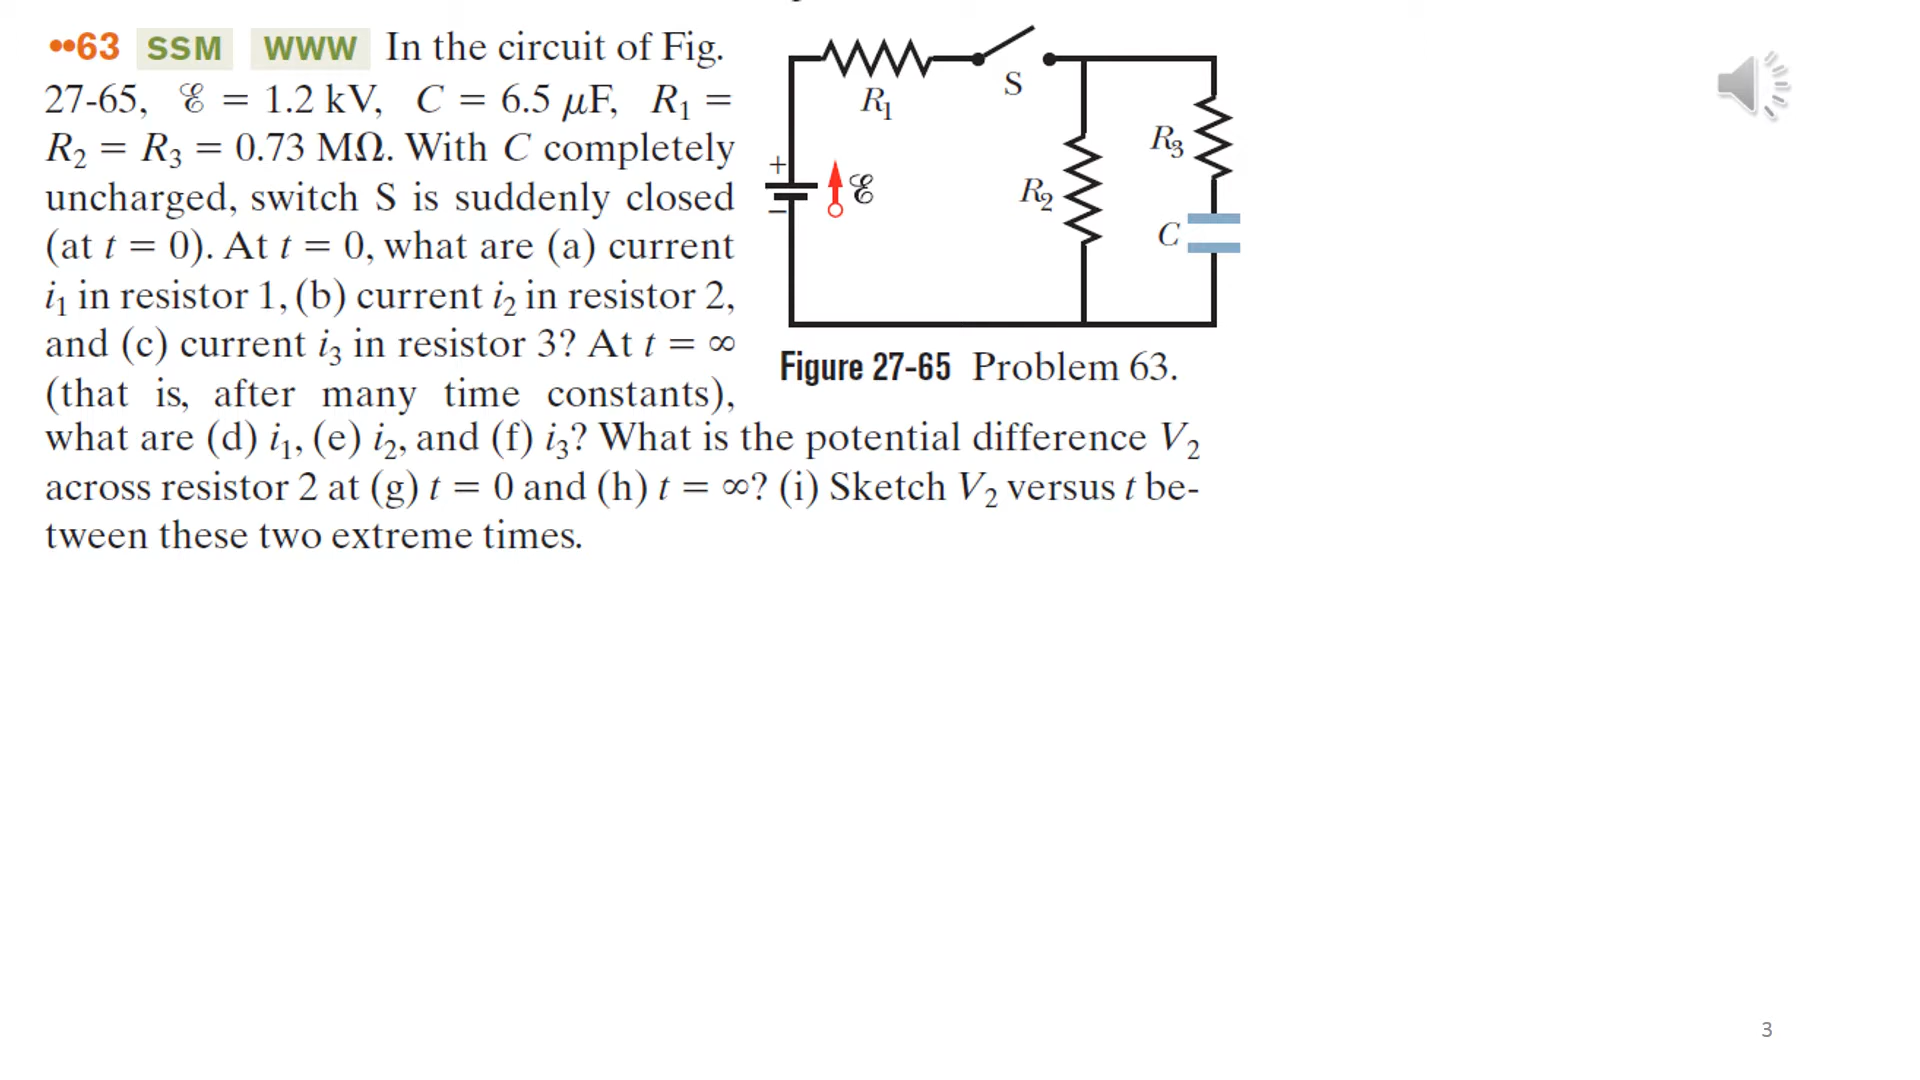 ••63 SSM WWW In the circuit of Fig.
27-65, ℰ = 1.2 kV, C = 6.5 μF, R₁ =
R₂ = R₃ = 0.73 MΩ. With C completely
uncharged, switch S is suddenly closed
(at t = 0). At t = 0, what are (a) current
i₁ in resistor 1, (b) current i₂ in resistor 2,
and (c) current i₃ in resistor 3? At t = ∞
(that is, after many time constants),
what are (d) i₁, (e) i₂, and (f) i₃? What is the potential difference V₂
across resistor 2 at (g) t = 0 and (h) t = ∞? (i) Sketch V₂ versus t be-
tween these two extreme times.
R₁
S
+
−
ℰ
R₂
R₃
C
Figure 27-65 Problem 63.
3